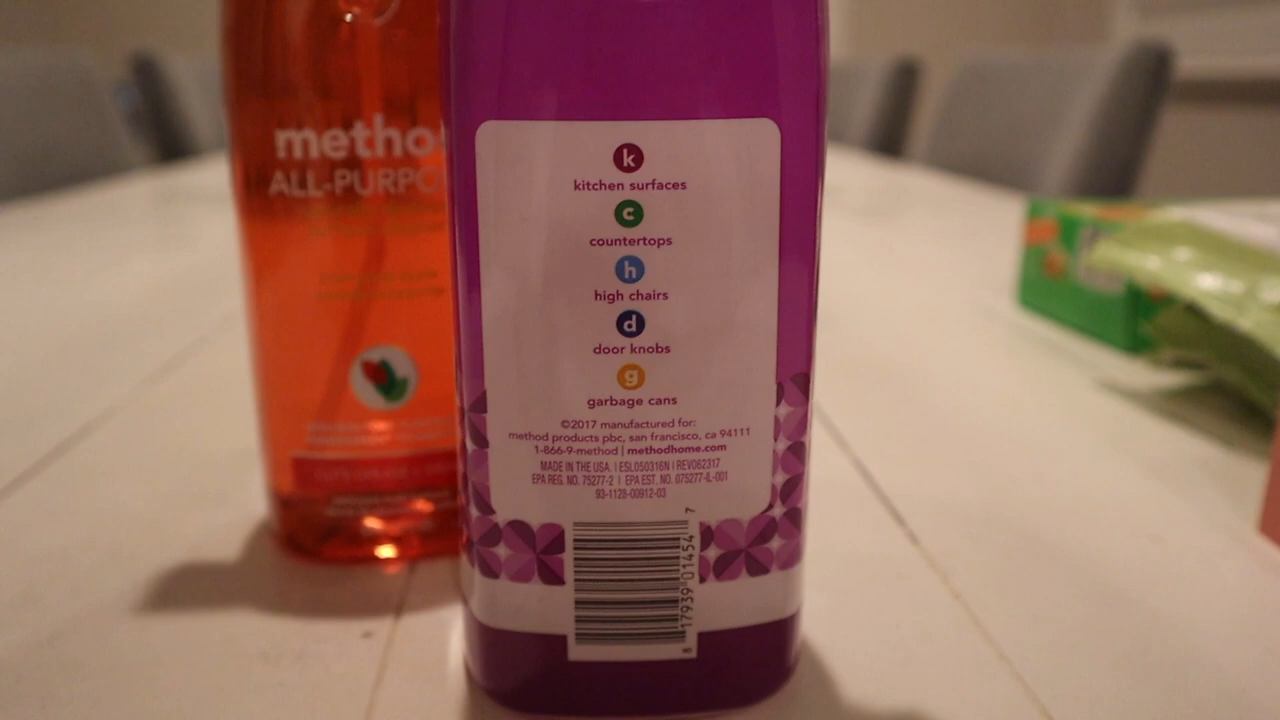 metho
ALL-PURPO
k
kitchen surfaces
c
countertops
h
high chairs
d
door knobs
g
garbage cans
©2017 manufactured for:
method products pbc, san francisco, ca 94111
1-866-9-method | methodhome.com
MADE IN THE USA. | ESL050316N | REV062317
EPA REG. NO. 75277-2 | EPA EST. NO. 075277-IL-001
93-1128-00912-03
8 17939 01454 7